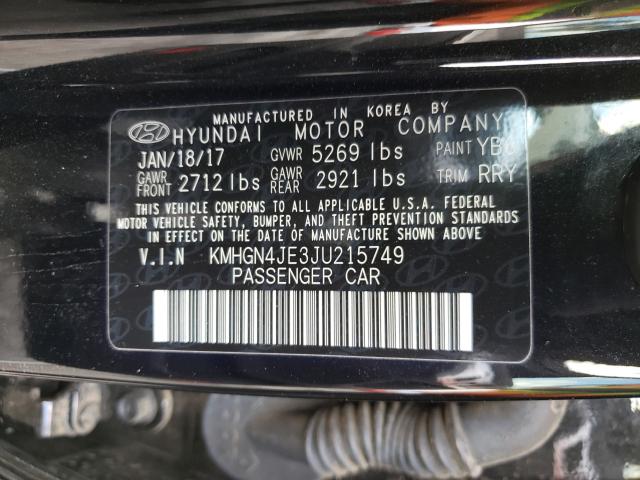 MANUFACTURED IN KOREA BY
HYUNDAI MOTOR COMPANY
JAN/18/17 GVWR 5269 lbs PAINT
GAWR FRONT 2712 lbs GAWR REAR 2921 lbs TRIM RRY
THIS VEHICLE CONFORMS TO ALL APPLICABLE U.S.A. FEDERAL
MOTOR VEHICLE SAFETY, BUMPER, AND THEFT PREVENTION STANDARDS
IN EFFECT ON THE DATE OF MANUFACTURE SHOWN ABOVE
V.I.N KMHGN4JE3JU215749
PASSENGER CAR